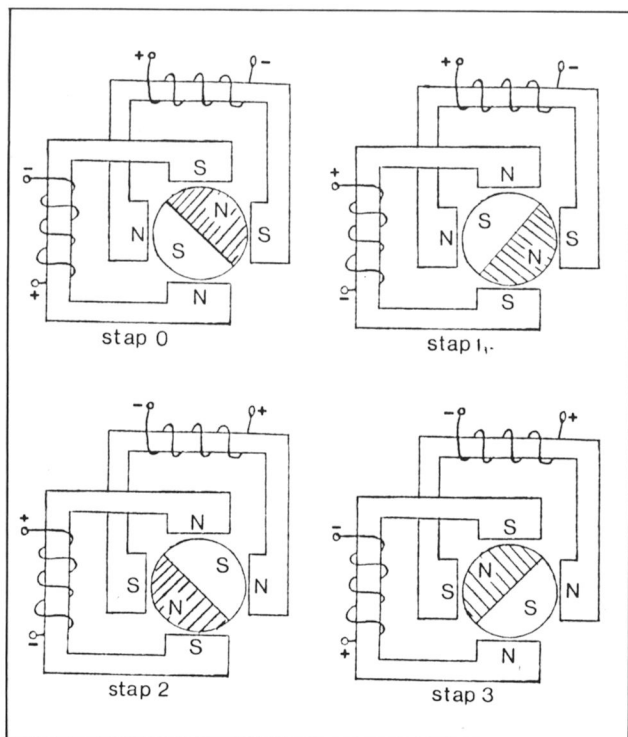 + -
- S
N N S
S
+ N
stap 0
+ -
+ N
S S
N
- S
stap 1,.
- +
+ N
S S N
N
- S
stap 2
- +
- S
S N N
S
+ N
stap 3